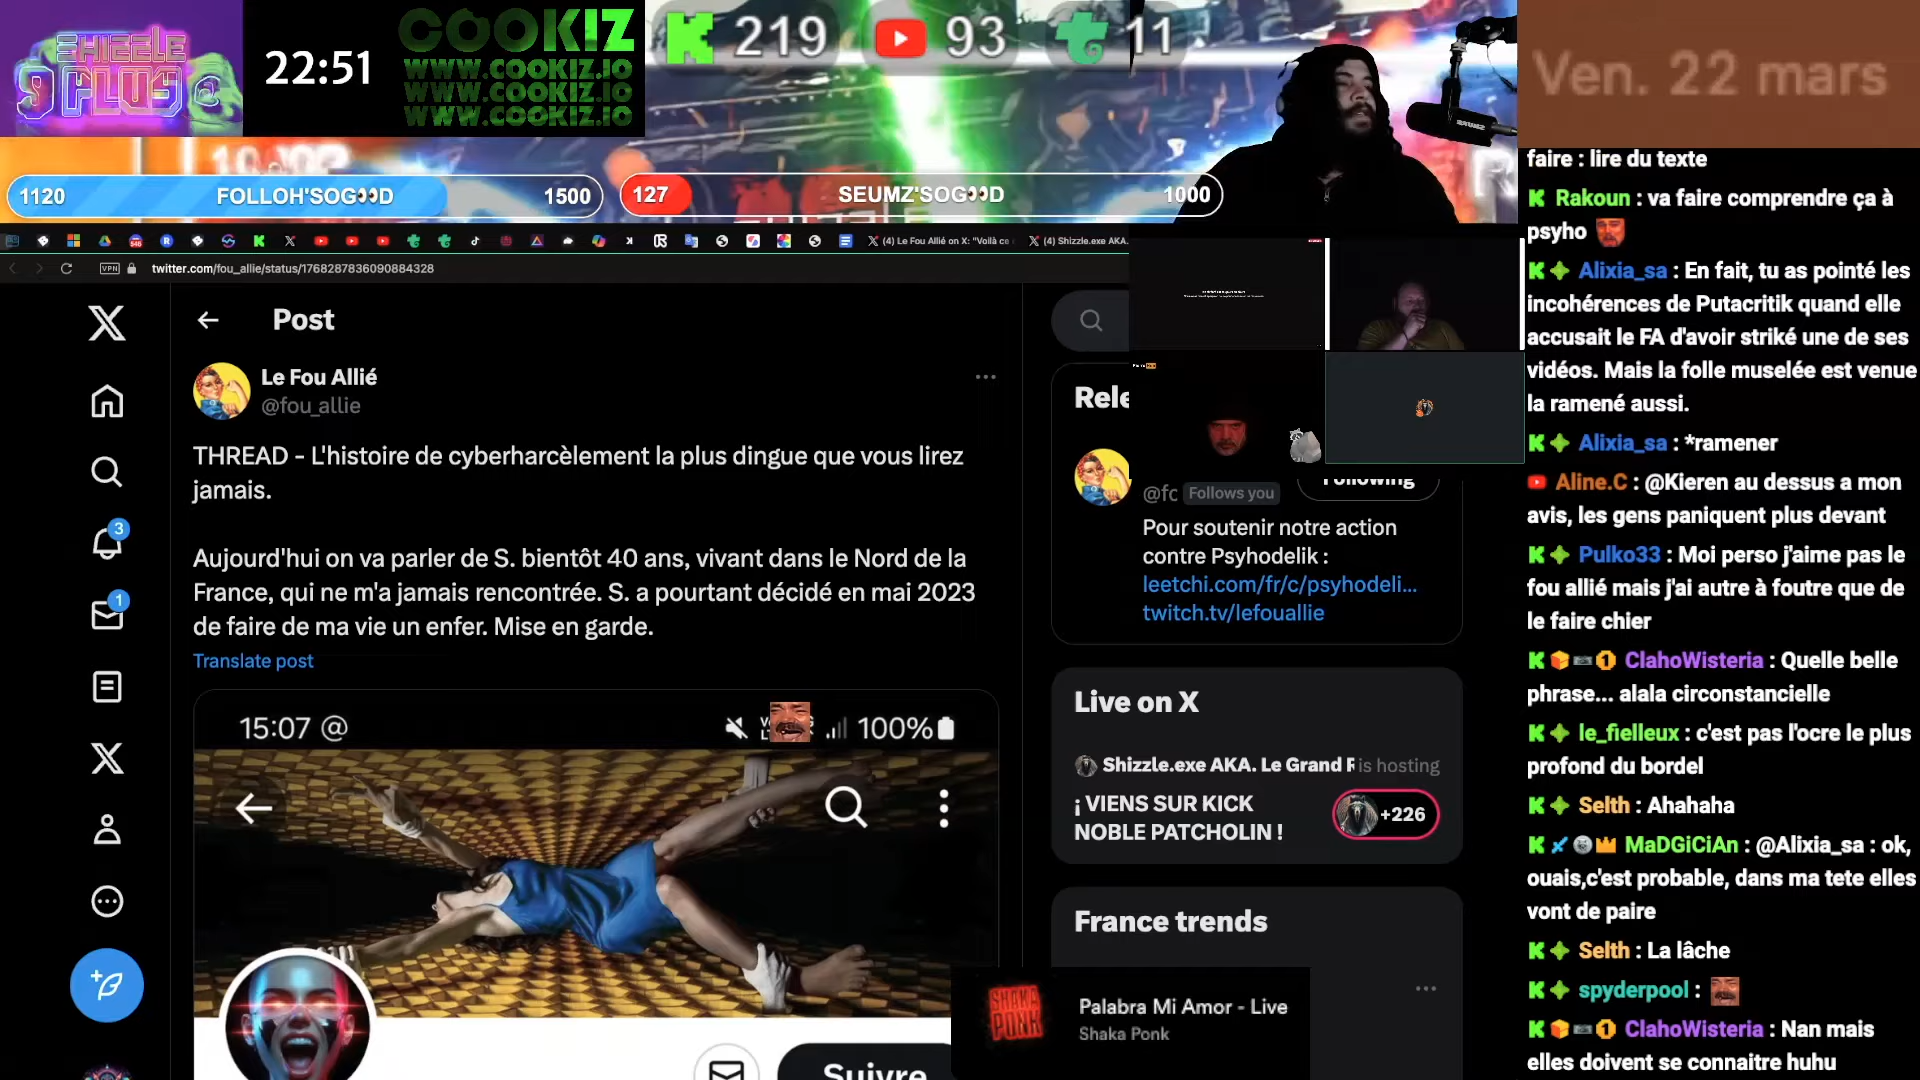 SHIZZLE
9 PLUS @
22:51
COOKIZ
WWW.COOKIZ.IO
WWW.COOKIZ.IO
WWW.COOKIZ.IO
219
93
11
Ven. 22 mars
1120
FOLLOH'SOG👀D
1500
127
SEUMZ'SOG👀D
1000
(4) Le Fou Allié on X: "Voilà ce
(4) Shizzle.exe AKA.
VPN
twitter.com/fou_allie/status/1768287836090884328
Post
Le Fou Allié
@fou_allie
THREAD - L'histoire de cyberharcèlement la plus dingue que vous lirez
jamais.
Aujourd'hui on va parler de S. bientôt 40 ans, vivant dans le Nord de la
France, qui ne m'a jamais rencontrée. S. a pourtant décidé en mai 2023
de faire de ma vie un enfer. Mise en garde.
Translate post
3
1
15:07 @
100%
Suivre
Rele
@fc
Follows you
Following
Pour soutenir notre action
contre Psyhodelik :
leetchi.com/fr/c/psyhodeli...
twitch.tv/lefouallie
Live on X
Shizzle.exe AKA. Le Grand F is hosting
¡ VIENS SUR KICK
NOBLE PATCHOLIN !
+226
France trends
SHAKA
PONK
Palabra Mi Amor - Live
Shaka Ponk
faire : lire du texte
Rakoun : va faire comprendre ça à
psyho
Alixia_sa : En fait, tu as pointé les
incohérences de Putacritik quand elle
accusait le FA d'avoir striké une de ses
vidéos. Mais la folle muselée est venue
la ramené aussi.
Alixia_sa : *ramener
Aline.C : @Kieren au dessus a mon
avis, les gens paniquent plus devant
Pulko33 : Moi perso j'aime pas le
fou allié mais j'ai autre à foutre que de
le faire chier
ClahoWisteria : Quelle belle
phrase... alala circonstancielle
le_fielleux : c'est pas l'ocre le plus
profond du bordel
Selth : Ahahaha
MaDGiCiAn : @Alixia_sa : ok,
ouais,c'est probable, dans ma tete elles
vont de paire
Selth : La lâche
spyderpool :
ClahoWisteria : Nan mais
elles doivent se connaitre huhu